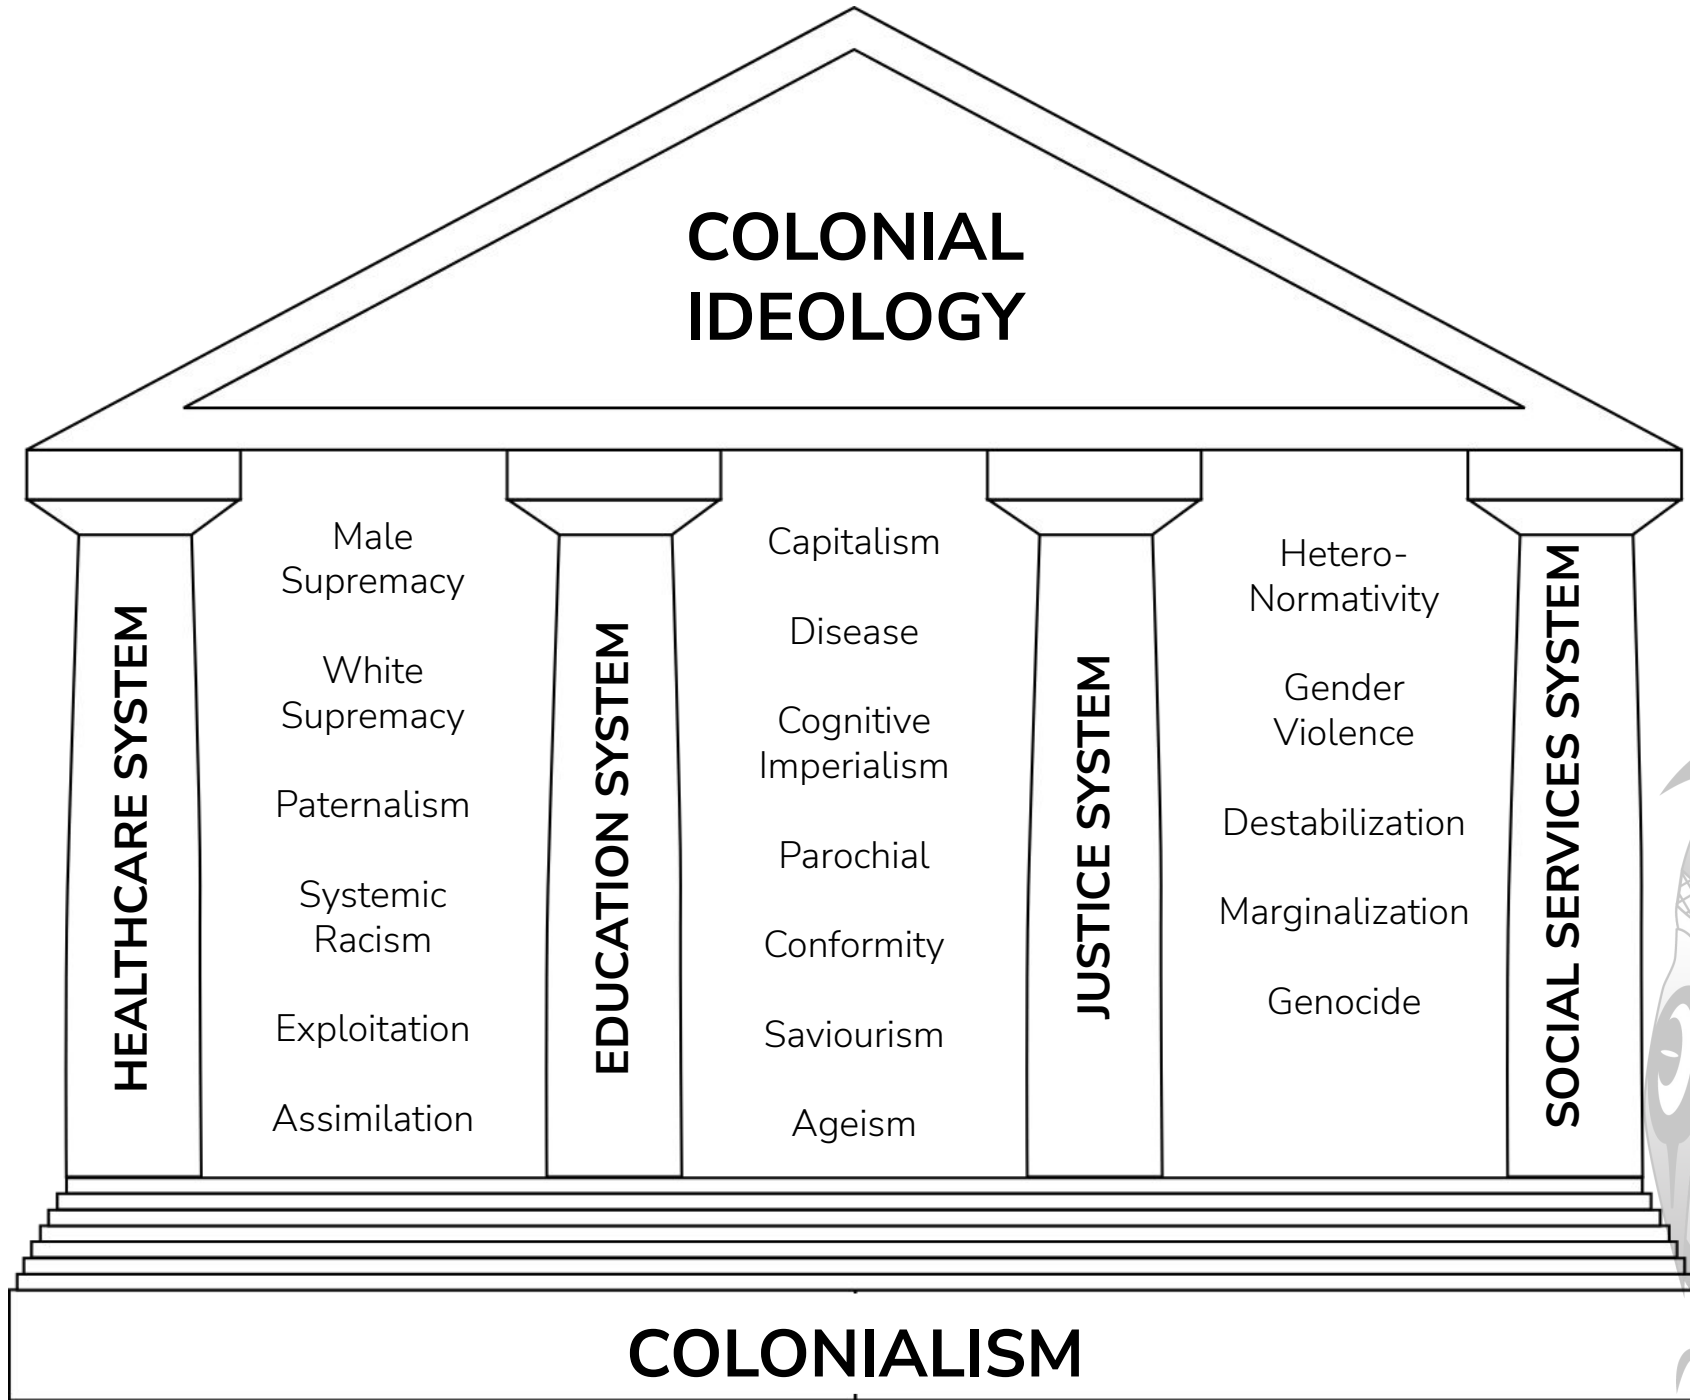 COLONIAL
IDEOLOGY
HEALTHCARE SYSTEM
Male
Supremacy
White
Supremacy
Paternalism
Systemic
Racism
Exploitation
Assimilation
EDUCATION SYSTEM
Capitalism
Disease
Cognitive
Imperialism
Parochial
Conformity
Saviourism
Ageism
JUSTICE SYSTEM
Hetero-
Normativity
Gender
Violence
Destabilization
Marginalization
Genocide
SOCIAL SERVICES SYSTEM
COLONIALISM